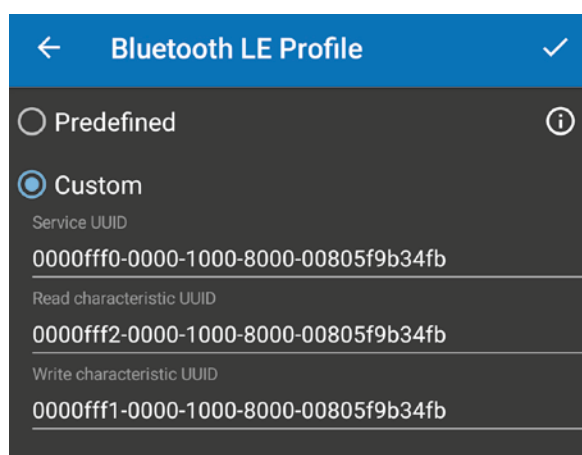 Bluetooth LE Profile
Predefined
Custom
Service UUID
0000fff0-0000-1000-8000-00805f9b34fb
Read characteristic UUID
0000fff2-0000-1000-8000-00805f9b34fb
Write characteristic UUID
0000fff1-0000-1000-8000-00805f9b34fb